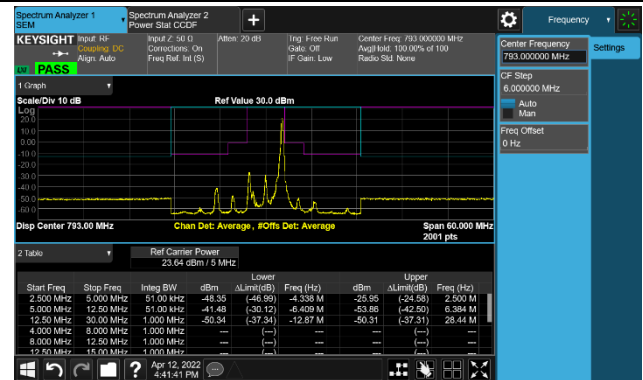 Spectrum Analyzer 1
SEM
Spectrum Analyzer 2
Power Stat CCDF
+
Frequency
KEYSIGHT
Input: RF
Coupling: DC
Align: Auto
Input Z: 50 Ω
Corrections: On
Freq Ref: Int (S)
Atten: 20 dB
Trig: Free Run
Gate: Off
IF Gain: Low
Center Freq: 793.000000 MHz
Avg|Hold: 100.00% of 100
Radio Std: None
PASS
Center Frequency
793.000000 MHz
Settings
CF Step
6.000000 MHz
Auto
Man
Freq Offset
0 Hz
1 Graph
Scale/Div 10 dB
Ref Value 30.0 dBm
Log
20.0
10.0
0.00
-10.0
-20.0
-30.0
-40.0
-50.0
-60.0
Disp Center 793.00 MHz
Chan Det: Average , #Offs Det: Average
Span 60.000 MHz
2001 pts
2 Table
Ref Carrier Power
23.64 dBm / 5 MHz
Lower Upper
Start Freq Stop Freq Integ BW dBm ΔLimit(dB) Freq (Hz) dBm ΔLimit(dB) Freq (Hz)
2.500 MHz 5.000 MHz 51.00 kHz -48.35 (-46.99) -4.338 M -25.95 (-24.58) 2.500 M
5.000 MHz 12.50 MHz 51.00 kHz -41.48 (-30.12) -6.409 M -53.86 (-42.50) 6.384 M
12.50 MHz 30.00 MHz 1.000 MHz -50.34 (-37.34) -12.87 M -50.31 (-37.31) 28.44 M
4.000 MHz 8.000 MHz 1.000 MHz --- (---) --- --- (---) ---
8.000 MHz 12.50 MHz 1.000 MHz --- (---) --- --- (---) ---
12.50 MHz 15.00 MHz 1.000 MHz --- (---) --- --- (---) ---
?
Apr 12, 2022
4:41:41 PM